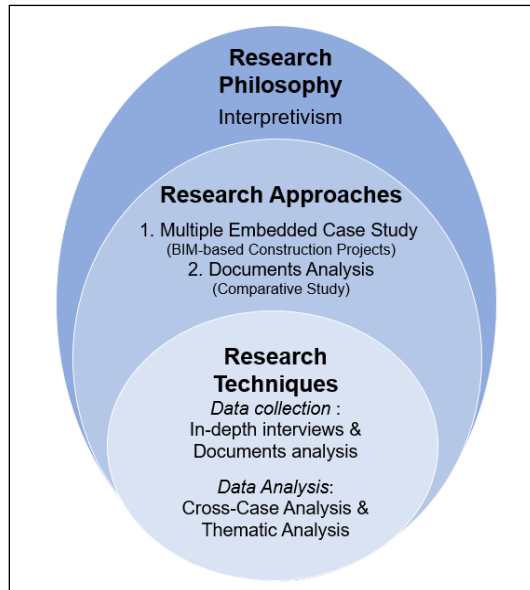 Research
Philosophy
Interpretivism
Research Approaches
1. Multiple Embedded Case Study
(BIM-based Construction Projects)
2. Documents Analysis
(Comparative Study)
Research
Techniques
Data collection :
In-depth interviews &
Documents analysis
Data Analysis:
Cross-Case Analysis &
Thematic Analysis